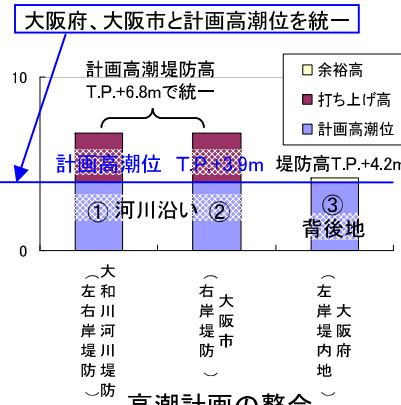 大阪府、大阪市と計画高潮位を統一
10
計画高潮堤防高
T.P.+6.8mで統一
余裕高
打ち上げ高
計画高潮位
計画高潮位 T.P.+3.9m
堤防高T.P.+4.2m
① 河川沿い ②
③
背後地
0
大和川河川堤防
(左右岸堤防)
大阪市
(右岸堤防)
大阪府
(左岸堤内地)
高潮計画の整合